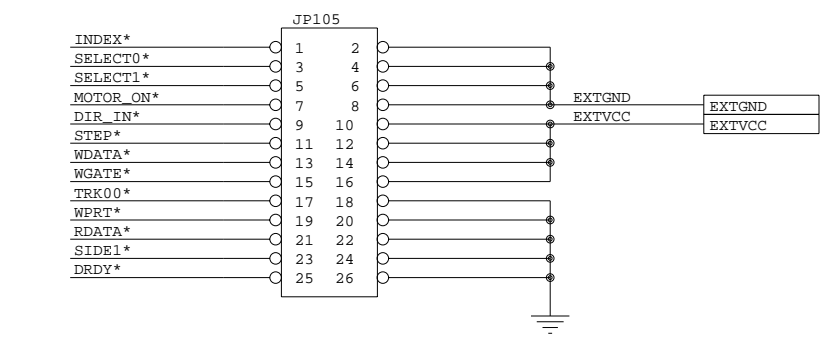 JP105
INDEX* 1 2
SELECT0* 3 4
SELECT1* 5 6
MOTOR_ON* 7 8 EXTGND EXTGND
DIR_IN* 9 10 EXTVCC EXTVCC
STEP* 11 12
WDATA* 13 14
WGATE* 15 16
TRK00* 17 18
WPRT* 19 20
RDATA* 21 22
SIDE1* 23 24
DRDY* 25 26